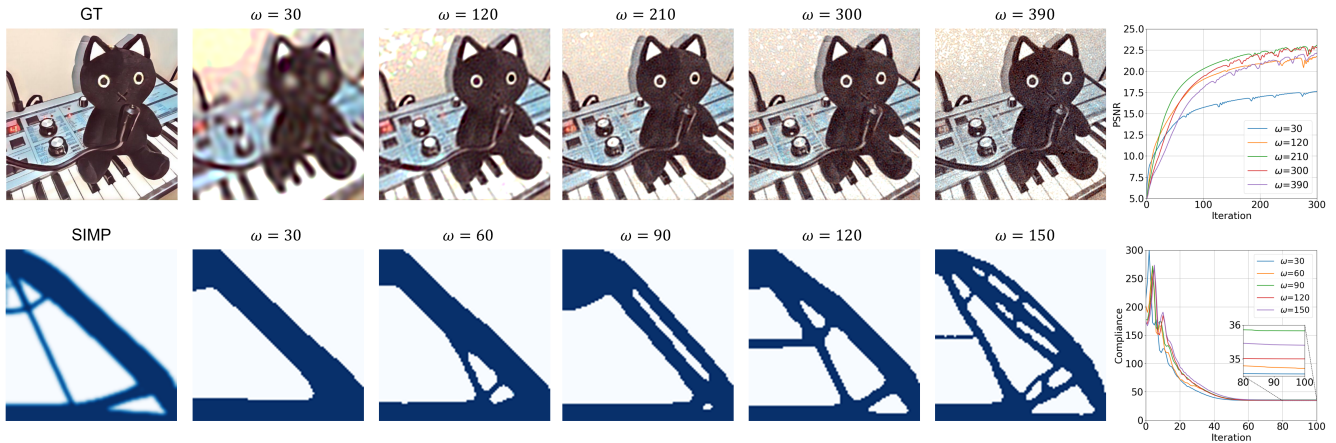 GT
ω = 30
ω = 120
ω = 210
ω = 300
ω = 390
25.0
22.5
20.0
17.5
15.0
12.5
10.0
7.5
5.0
PSNR
ω=30
ω=120
ω=210
ω=300
ω=390
0
100
200
300
Iteration
SIMP
ω = 30
ω = 60
ω = 90
ω = 120
ω = 150
300
250
200
150
100
50
0
Compliance
ω=30
ω=60
ω=90
ω=120
ω=150
36
35
80
90
100
0
20
40
60
80
100
Iteration